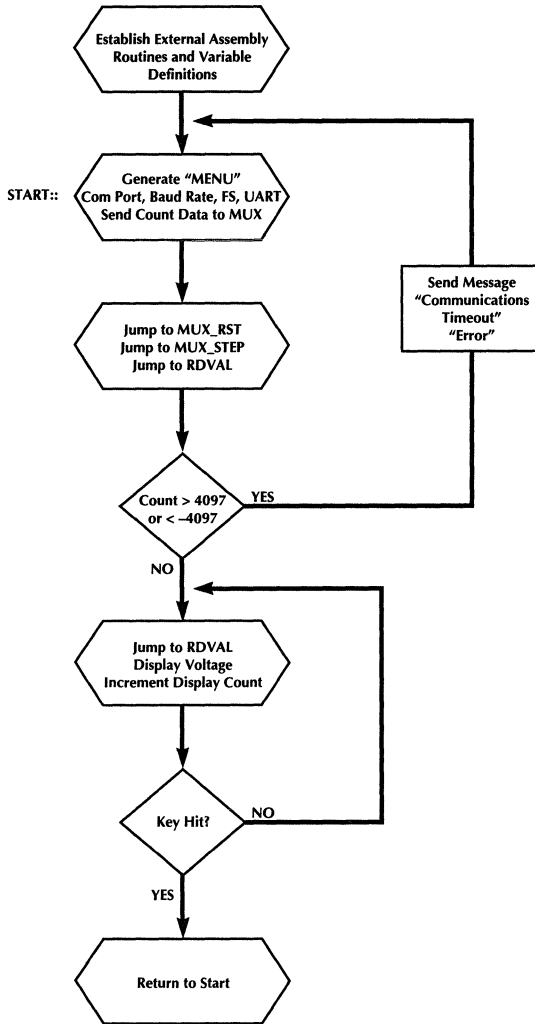 Establish External Assembly
Routines and Variable
Definitions
START::
Generate “MENU”
Com Port, Baud Rate, FS, UART
Send Count Data to MUX
Send Message
“Communications
Timeout”
“Error”
Jump to MUX_RST
Jump to MUX_STEP
Jump to RDVAL
Count > 4097
or < –4097
YES
NO
Jump to RDVAL
Display Voltage
Increment Display Count
Key Hit?
NO
YES
Return to Start